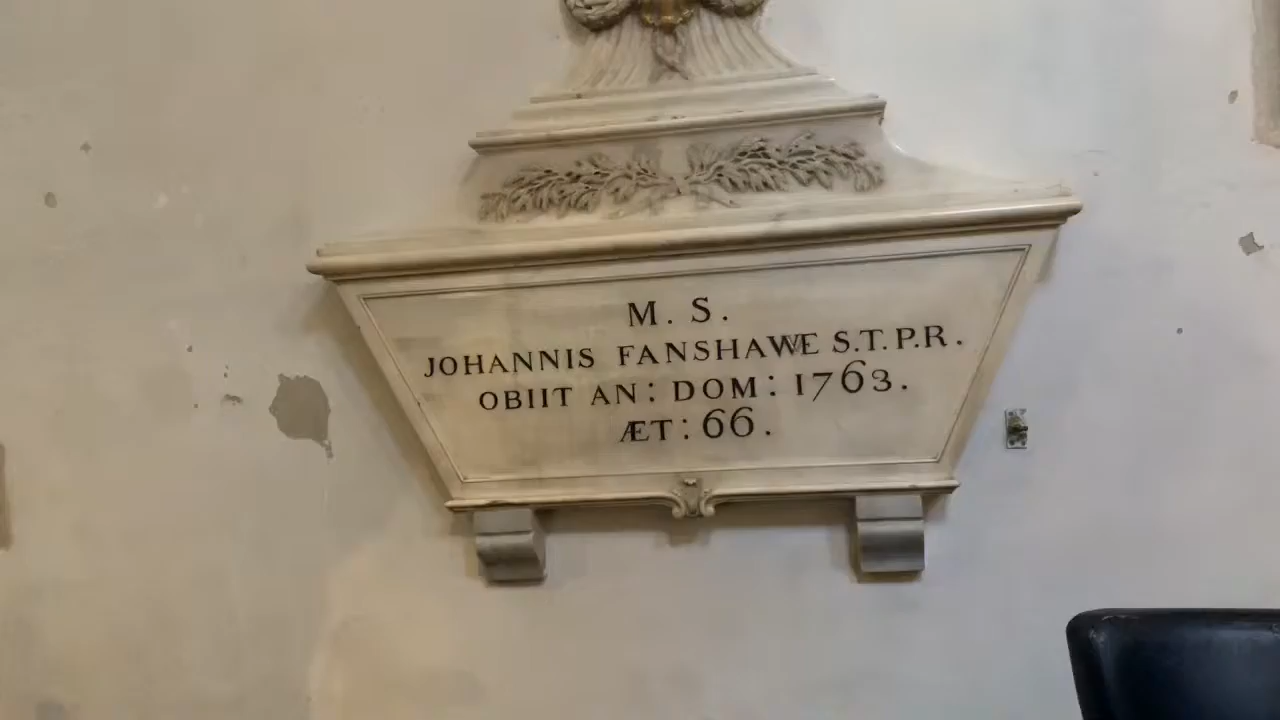 M. S.
JOHANNIS FANSHAWE S.T.P.R.
OBIIT AN: DOM: 1763.
ÆT: 66.